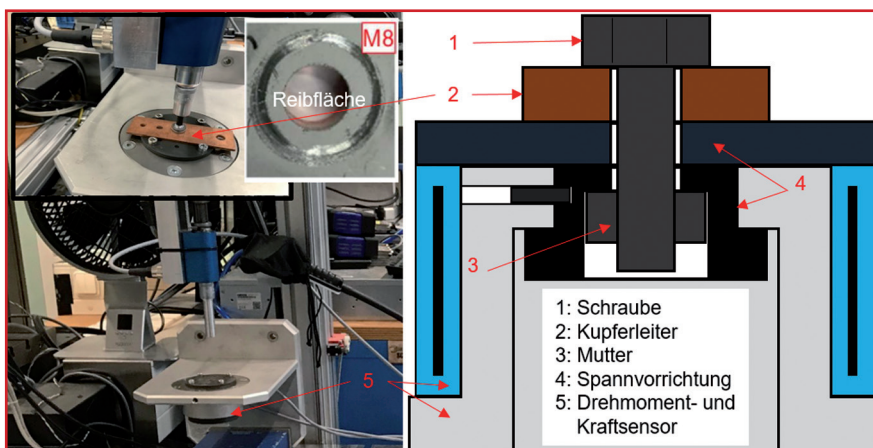 M8
Reibfläche
1
2
4
3
5
1: Schraube
2: Kupferleiter
3: Mutter
4: Spannvorrichtung
5: Drehmoment- und
Kraftsensor